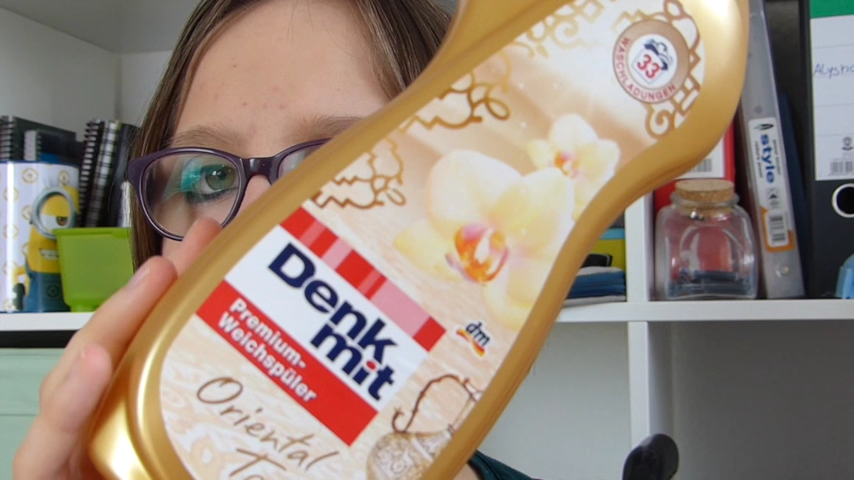 33
WASCHLADUNGEN
Denk
mit
dm
Premium-
Weichspüler
Oriental
style